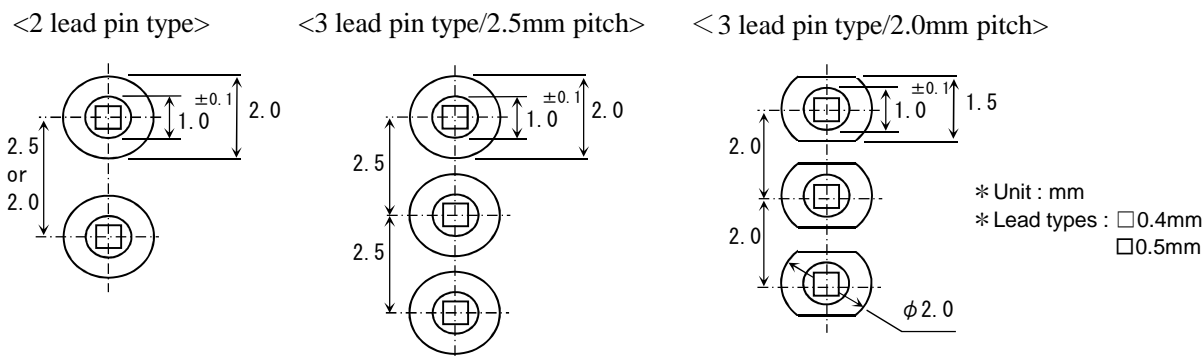 <2 lead pin type>
±0.1
1.0
2.0
2.5
or
2.0
<3 lead pin type/2.5mm pitch>
±0.1
1.0
2.0
2.5
2.5
＜3 lead pin type/2.0mm pitch>
±0.1
1.0
1.5
2.0
2.0
φ2.0
＊Unit : mm
＊Lead types : □0.4mm
□0.5mm